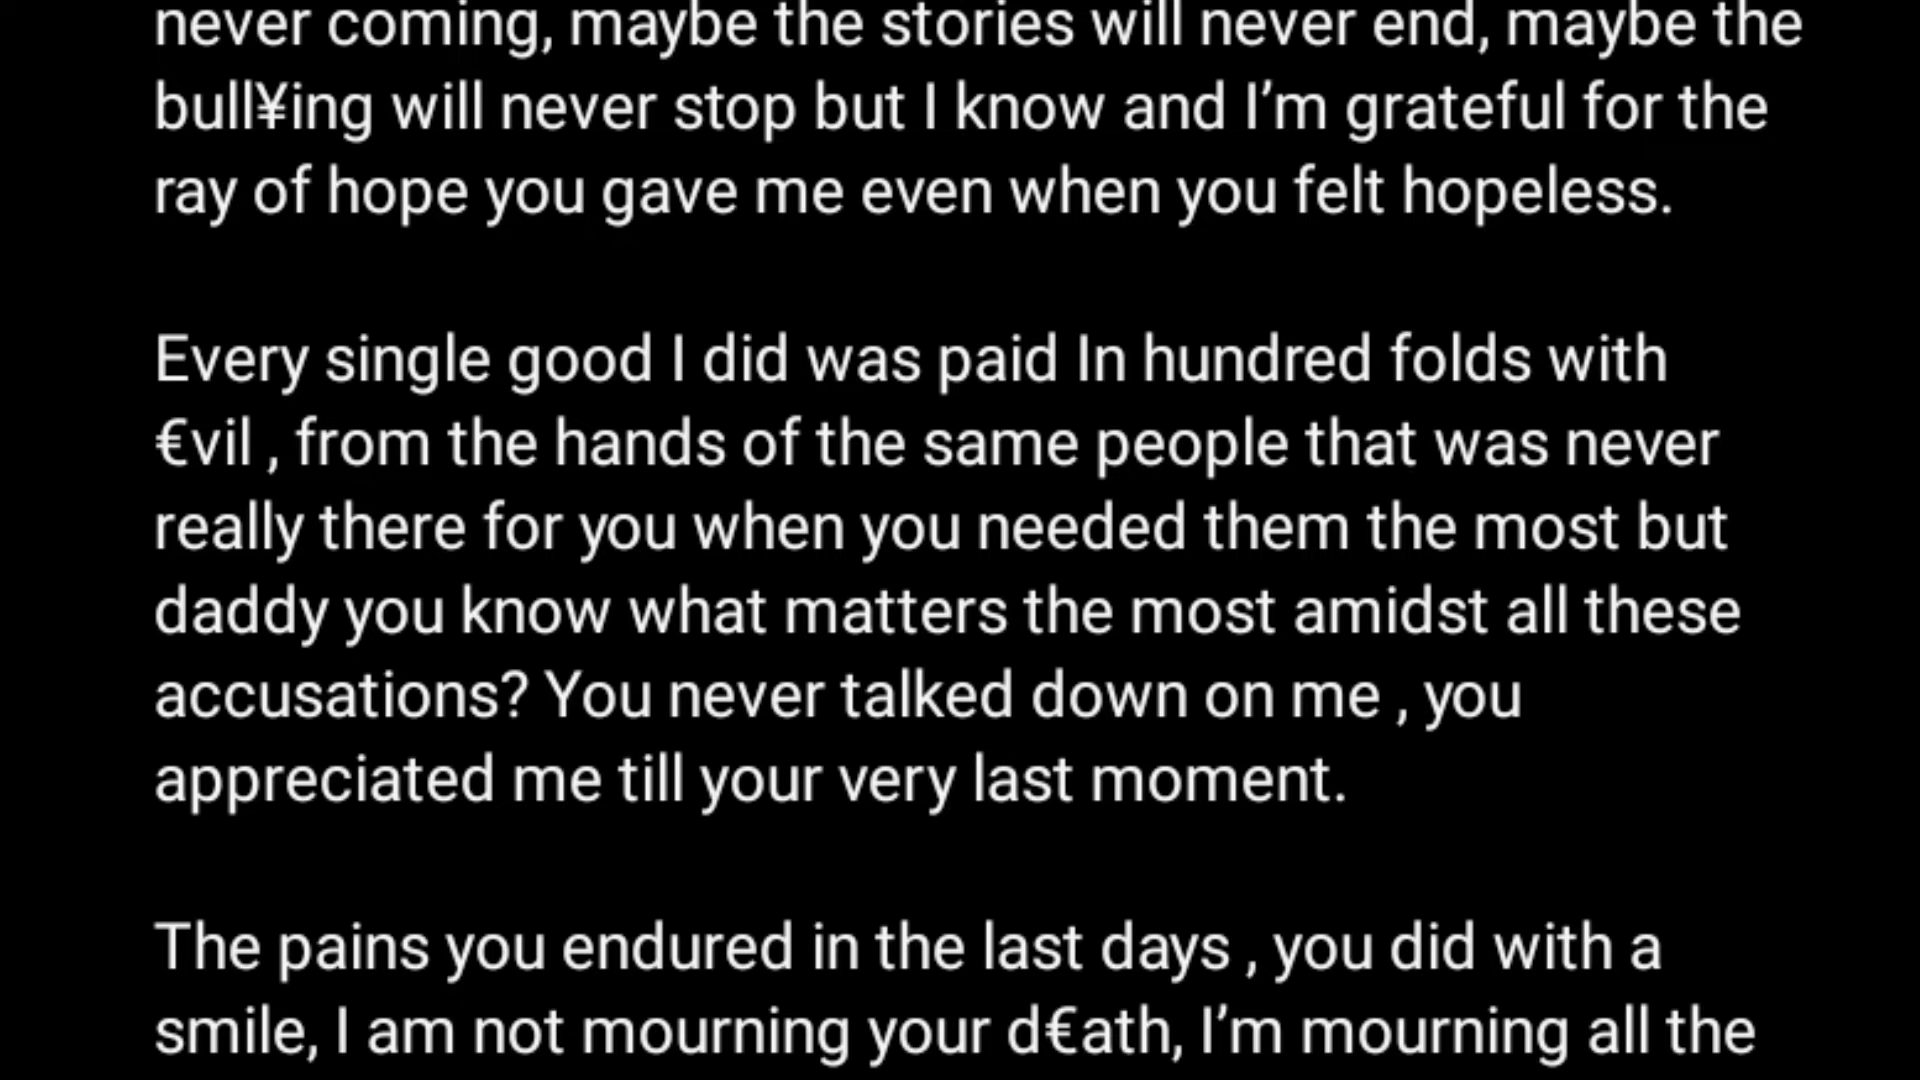 never coming, maybe the stories will never end, maybe the
bull¥ing will never stop but I know and I’m grateful for the
ray of hope you gave me even when you felt hopeless.
Every single good I did was paid In hundred folds with
€vil , from the hands of the same people that was never
really there for you when you needed them the most but
daddy you know what matters the most amidst all these
accusations? You never talked down on me , you
appreciated me till your very last moment.
The pains you endured in the last days , you did with a
smile, I am not mourning your d€ath, I’m mourning all the